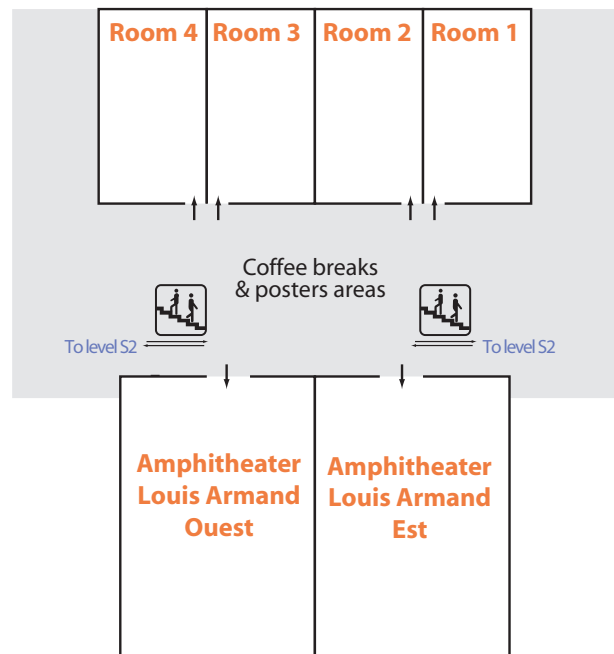 Room 4 Room 3 Room 2 Room 1
Coffee breaks
& posters areas
To level S2
To level S2
Amphitheater
Louis Armand
Ouest
Amphitheater
Louis Armand
Est